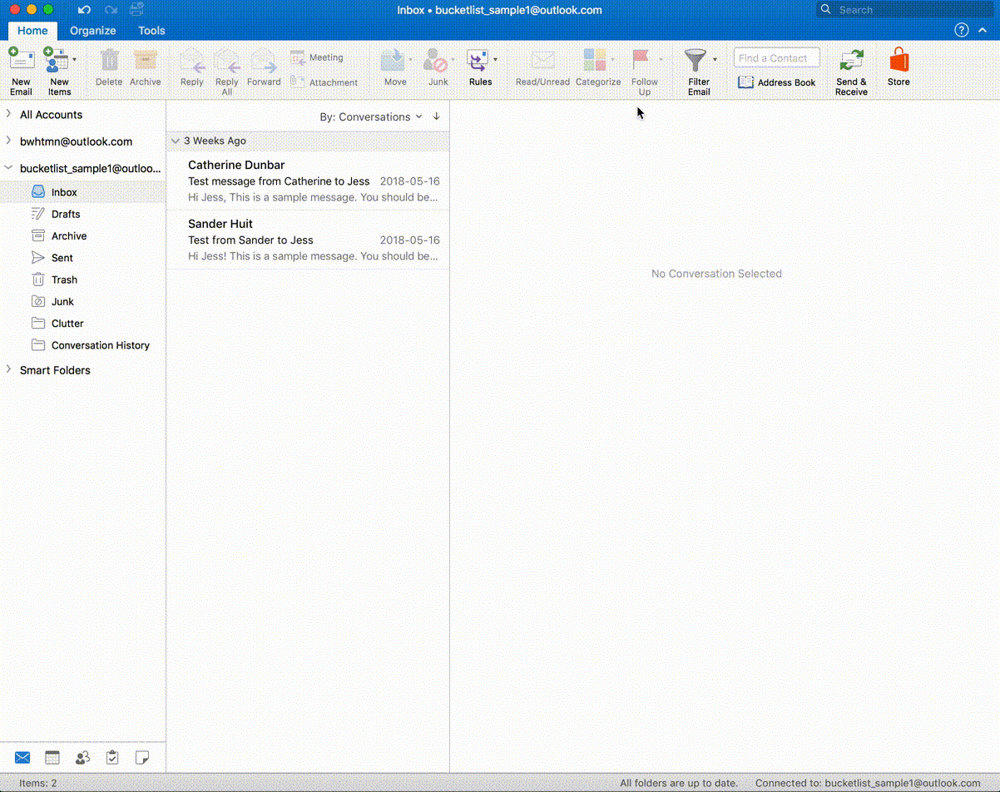 Inbox • bucketlist_sample1@outlook.com
Search
Home Organize Tools
?
New Email
New Items
Delete
Archive
Reply
Reply All
Forward
Meeting
Attachment
Move
Junk
Rules
Read/Unread
Categorize
Follow Up
Filter Email
Find a Contact
Address Book
Send & Receive
Store
All Accounts
bwhtmn@outlook.com
bucketlist_sample1@outloo...
Inbox
Drafts
Archive
Sent
Trash
Junk
Clutter
Conversation History
Smart Folders
By: Conversations
3 Weeks Ago
Catherine Dunbar
Test message from Catherine to Jess 2018-05-16
Hi Jess, This is a sample message. You should be...
Sander Huit
Test from Sander to Jess 2018-05-16
Hi Jess! This is a sample message. You should be...
No Conversation Selected
Items: 2
All folders are up to date.
Connected to: bucketlist_sample1@outlook.com